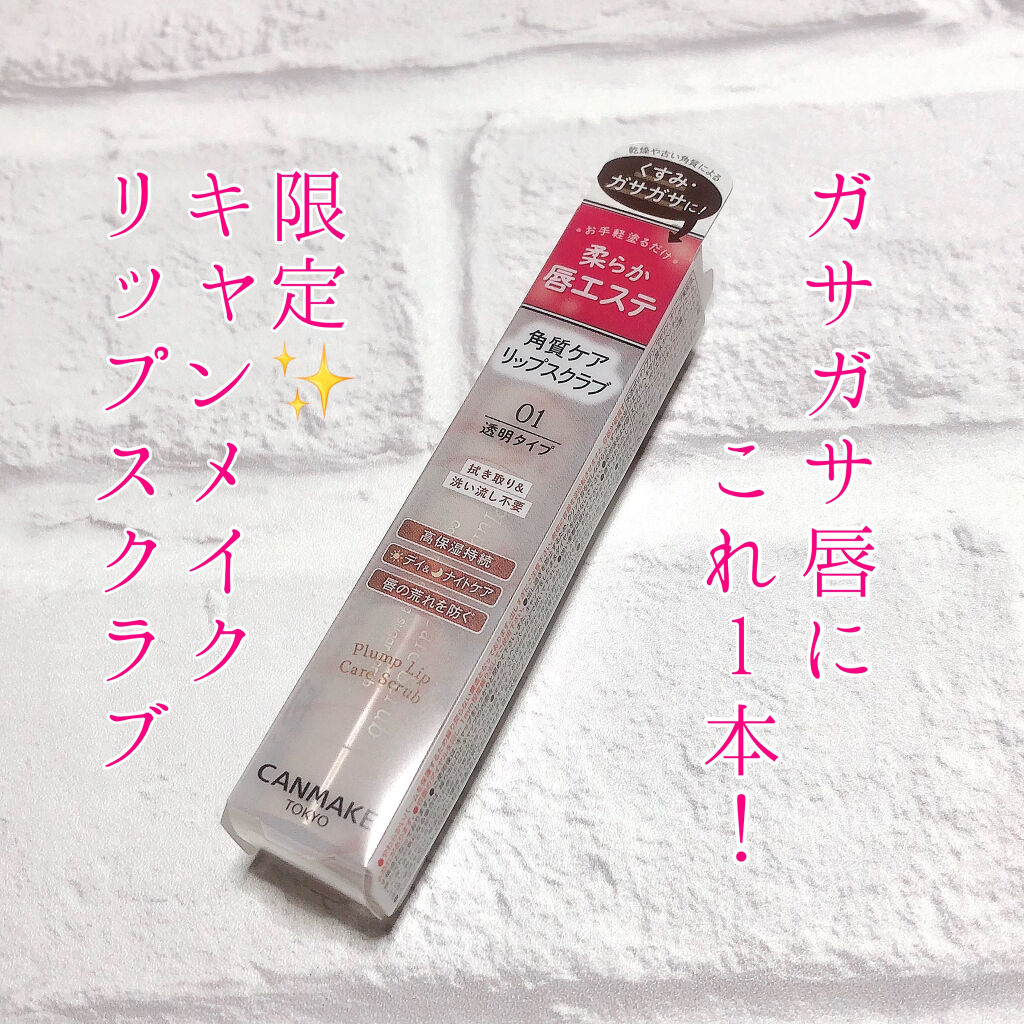 ガサガサ唇に
これ1本!
限定✨
キャンメイク
リップスクラブ
乾燥や古い角質による
くすみ・
ガサガサに!
お手軽塗るだけ
柔らか
唇エステ
角質ケア
リップスクラブ
01
透明タイプ
拭き取り&
洗い流し不要
高保湿持続
デイ&ナイトケア
唇の荒れを防ぐ
Plump Lip
Care Scrub
CANMAKE
TOKYO